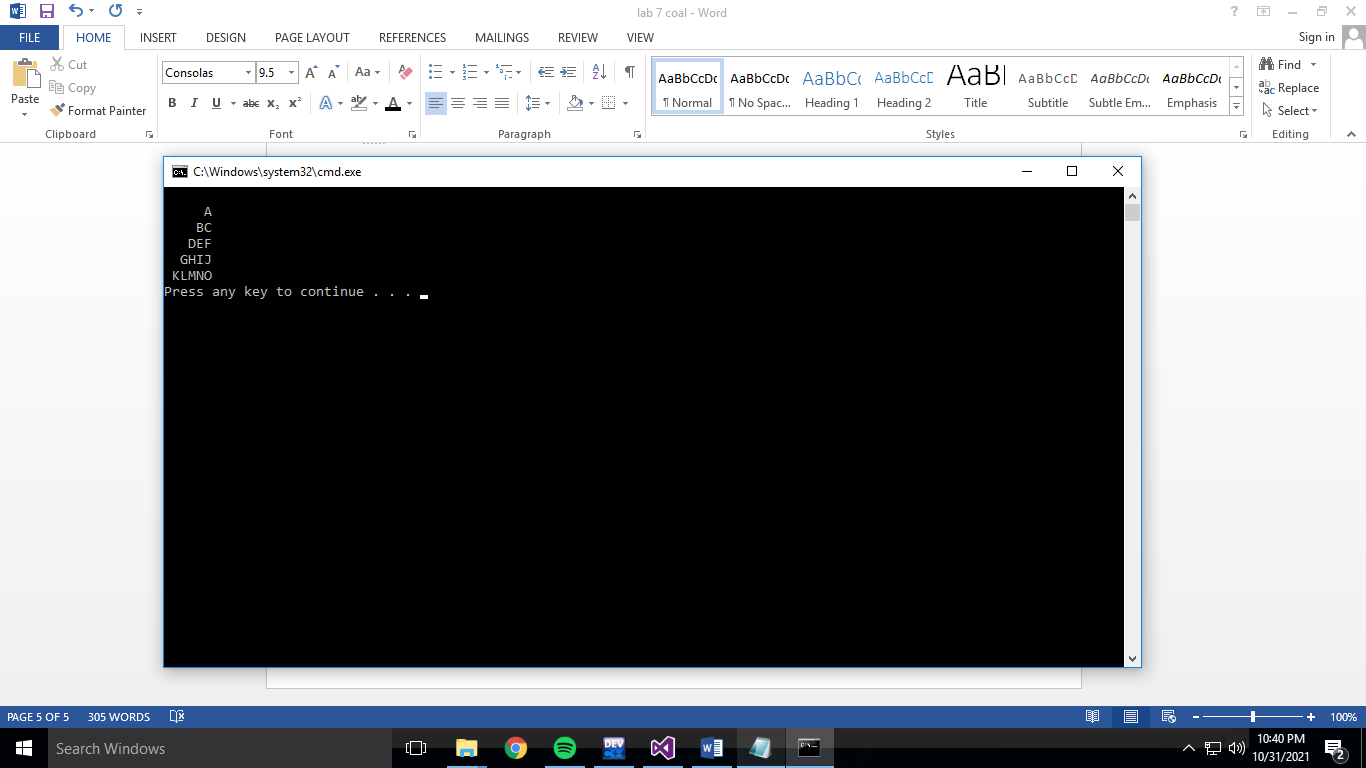 lab 7 coal - Word
FILE HOME INSERT DESIGN PAGE LAYOUT REFERENCES MAILINGS REVIEW VIEW Sign in
Paste
Cut
Copy
Format Painter
Clipboard
Consolas 9.5
Font
Paragraph
AaBbCcDc AaBbCcDc AaBbCc AaBbCcD AaBl AaBbCcD AaBbCcDc AaBbCcDc
¶ Normal ¶ No Spac... Heading 1 Heading 2 Title Subtitle Subtle Em... Emphasis
Styles
Find
Replace
Select
Editing
C:\Windows\system32\cmd.exe
A
BC
DEF
GHIJ
KLMNO
Press any key to continue . . .
PAGE 5 OF 5 305 WORDS 100%
Search Windows
DEV
10:40 PM
10/31/2021
2